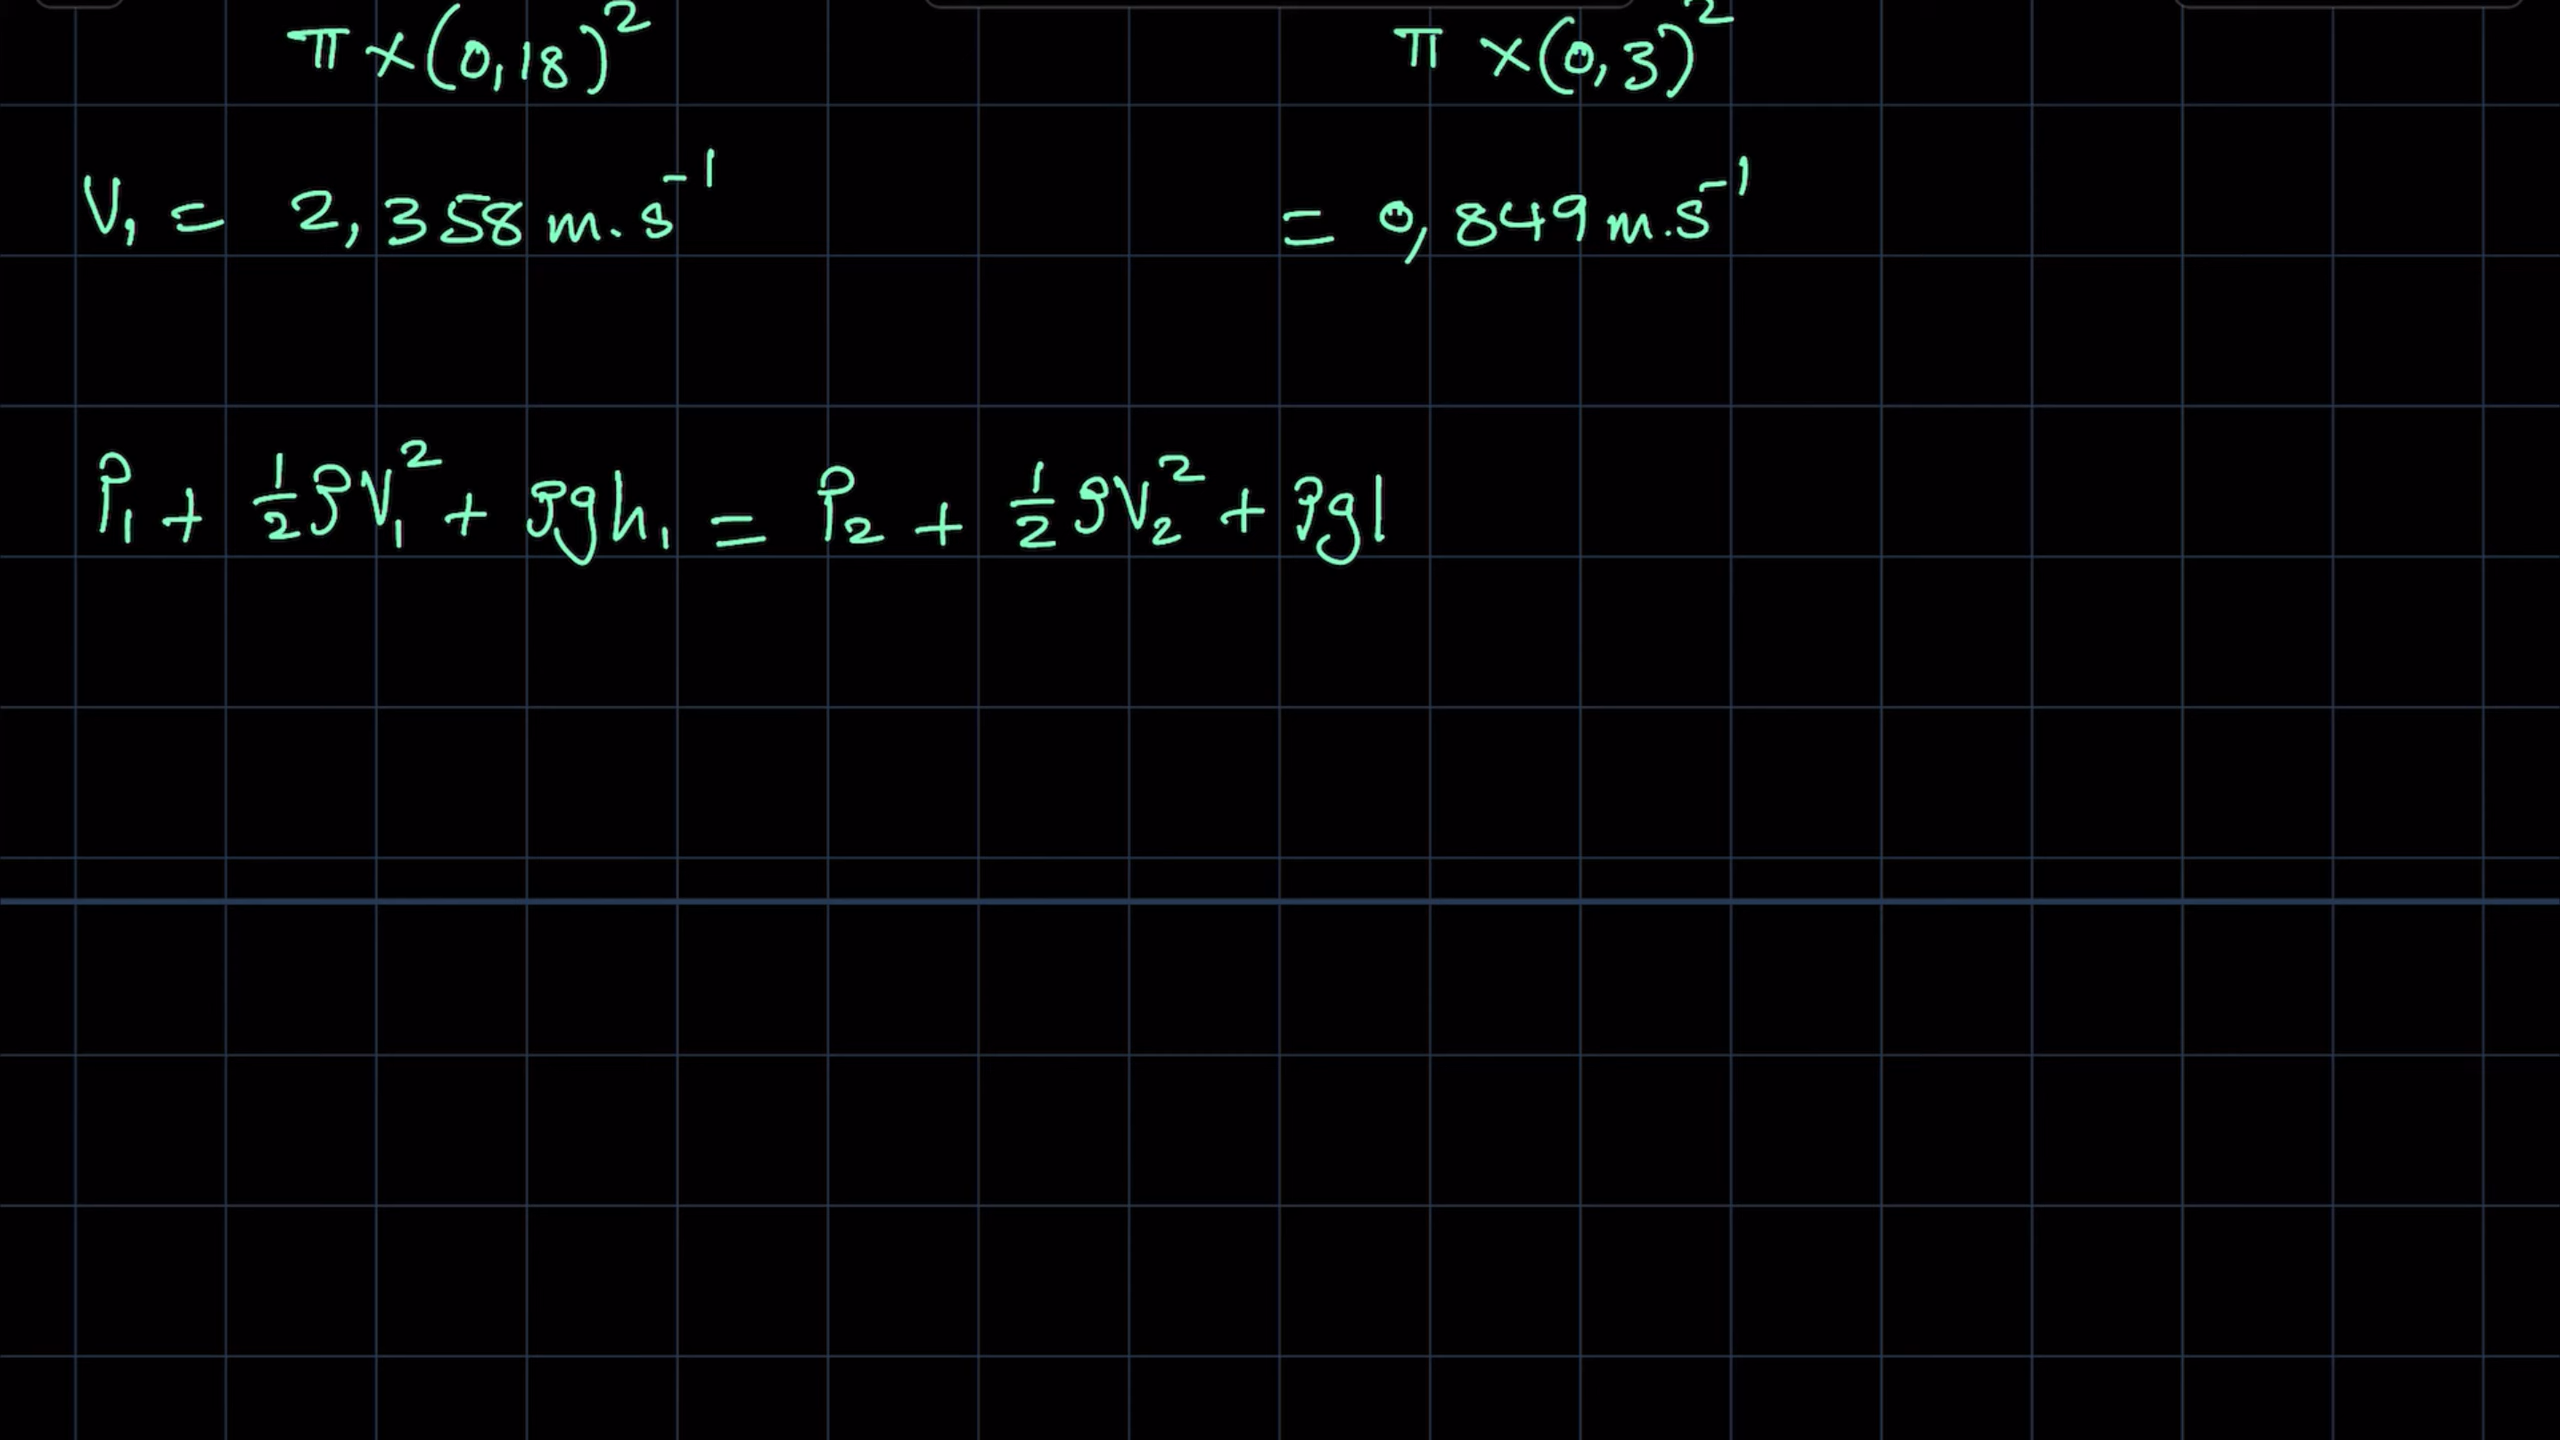 π × (0,18)² π × (0,3)²
V₁ = 2,358 m.s⁻¹ = 0,849 m.s⁻¹
P₁ + ½ρV₁² + ρgh₁ = P₂ + ½ρV₂² + ρgl